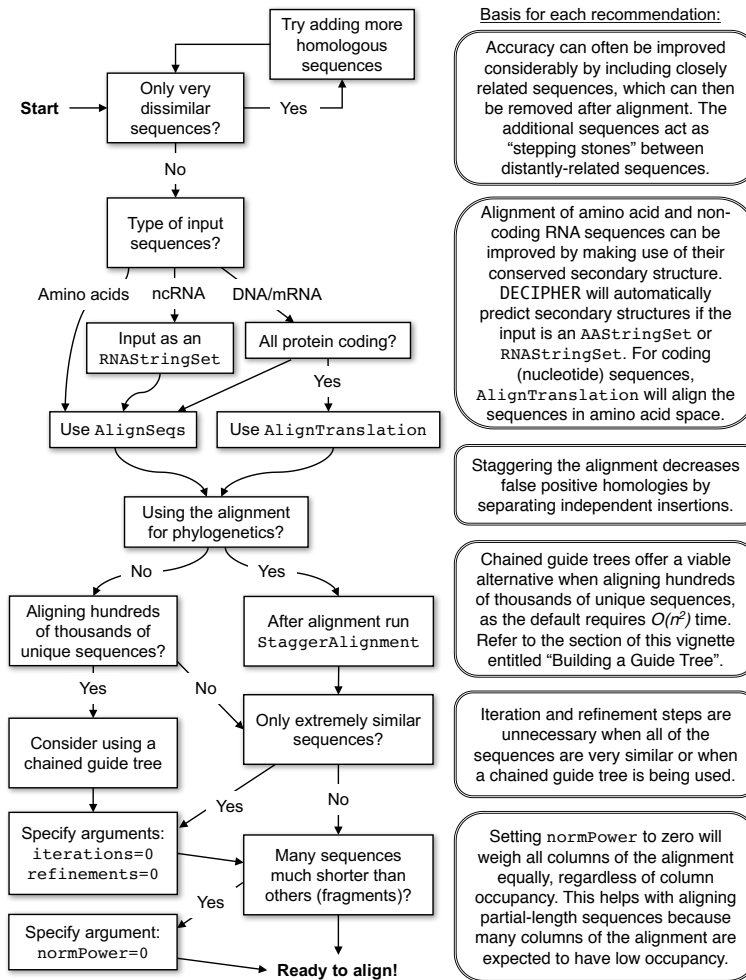 Basis for each recommendation:
Try adding more
homologous
sequences
Start
Only very
dissimilar
sequences?
Yes
No
Accuracy can often be improved
considerably by including closely
related sequences, which can then
be removed after alignment. The
additional sequences act as
“stepping stones” between
distantly-related sequences.
Type of input
sequences?
Amino acids
ncRNA
DNA/mRNA
Input as an
RNAStringSet
All protein coding?
Yes
Use AlignSeqs
Use AlignTranslation
Alignment of amino acid and non-
coding RNA sequences can be
improved by making use of their
conserved secondary structure.
DECIPHER will automatically
predict secondary structures if the
input is an AAStringSet or
RNAStringSet. For coding
(nucleotide) sequences,
AlignTranslation will align the
sequences in amino acid space.
Using the alignment
for phylogenetics?
No
Yes
Staggering the alignment decreases
false positive homologies by
separating independent insertions.
Aligning hundreds
of thousands of
unique sequences?
After alignment run
StaggerAlignment
Yes
No
Chained guide trees offer a viable
alternative when aligning hundreds
of thousands of unique sequences,
as the default requires O(n²) time.
Refer to the section of this vignette
entitled “Building a Guide Tree”.
Consider using a
chained guide tree
Only extremely similar
sequences?
Yes
No
Iteration and refinement steps are
unnecessary when all of the
sequences are very similar or when
a chained guide tree is being used.
Specify arguments:
iterations=0
refinements=0
Many sequences
much shorter than
others (fragments)?
Yes
Specify argument:
normPower=0
Ready to align!
Setting normPower to zero will
weigh all columns of the alignment
equally, regardless of column
occupancy. This helps with aligning
partial-length sequences because
many columns of the alignment are
expected to have low occupancy.